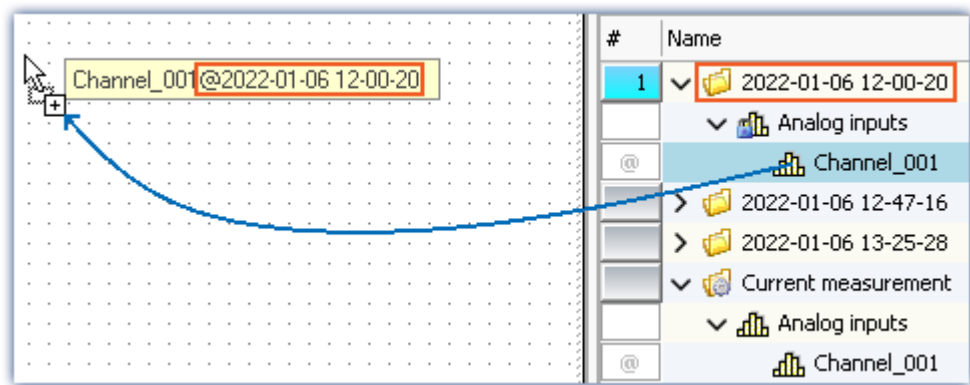 # Name
Channel_001@2022-01-06 12-00-20
1 2022-01-06 12-00-20
Analog inputs
@ Channel_001
2022-01-06 12-47-16
2022-01-06 13-25-28
Current measurement
Analog inputs
@ Channel_001